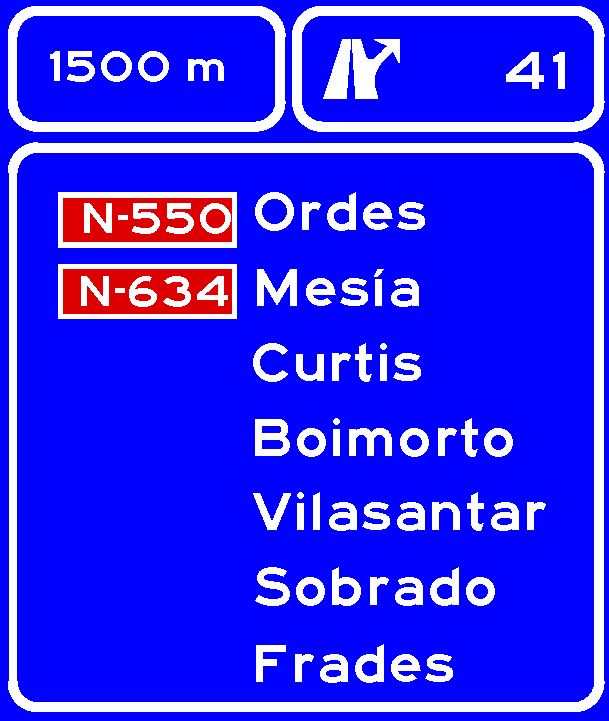 1500 m
41
N-550 Ordes
N-634 Mesía
Curtis
Boimorto
Vilasantar
Sobrado
Frades